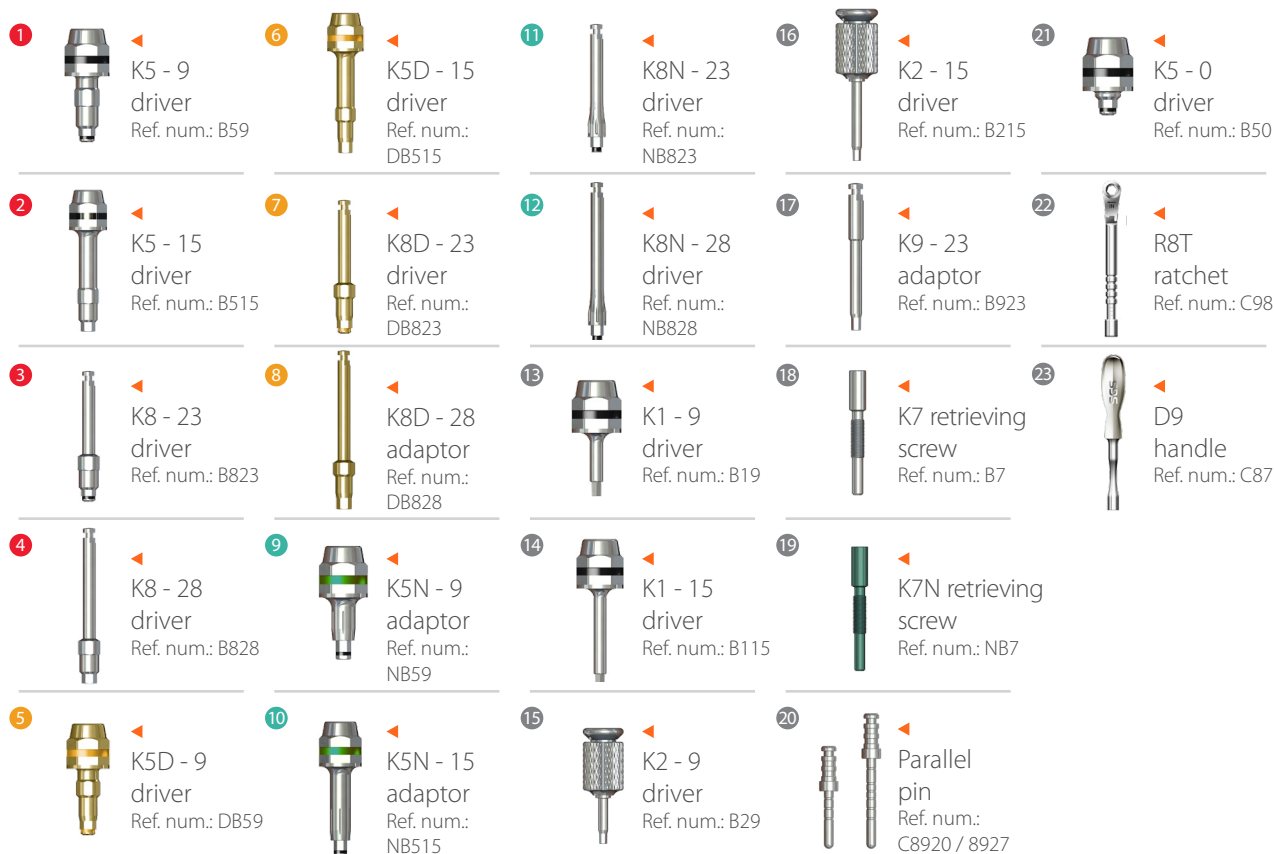 1
K5 - 9
driver
Ref. num.: B59
2
K5 - 15
driver
Ref. num.: B515
3
K8 - 23
driver
Ref. num.: B823
4
K8 - 28
driver
Ref. num.: B828
5
K5D - 9
driver
Ref. num.: DB59
6
K5D - 15
driver
Ref. num.:
DB515
7
K8D - 23
driver
Ref. num.:
DB823
8
K8D - 28
adaptor
Ref. num.:
DB828
9
K5N - 9
adaptor
Ref. num.:
NB59
10
K5N - 15
adaptor
Ref. num.:
NB515
11
K8N - 23
driver
Ref. num.:
NB823
12
K8N - 28
driver
Ref. num.:
NB828
13
K1 - 9
driver
Ref. num.: B19
14
K1 - 15
driver
Ref. num.: B115
15
K2 - 9
driver
Ref. num.: B29
16
K2 - 15
driver
Ref. num.: B215
17
K9 - 23
adaptor
Ref. num.: B923
18
K7 retrieving
screw
Ref. num.: B7
19
K7N retrieving
screw
Ref. num.: NB7
20
Parallel
pin
Ref. num.:
C8920 / 8927
21
K5 - 0
driver
Ref. num.: B50
22
R8T
ratchet
Ref. num.: C98
23
SGS
D9
handle
Ref. num.: C87